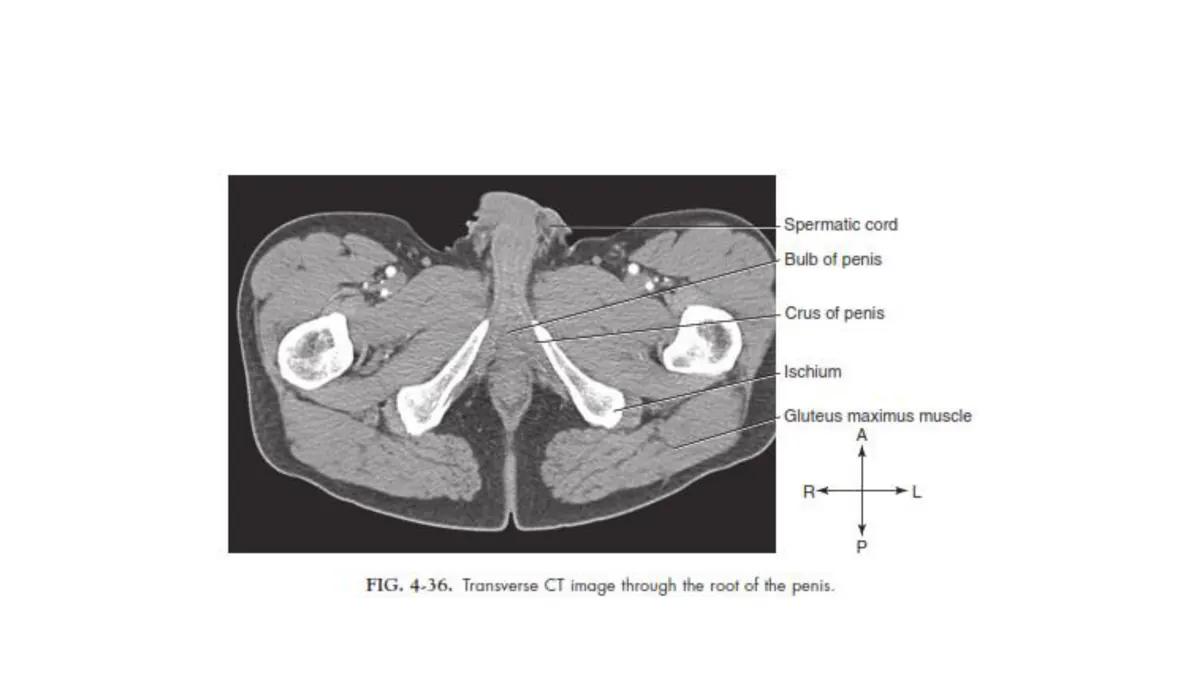 Spermatic cord
Bulb of penis
Crus of penis
Ischium
Gluteus maximus muscle
A
R
L
P
FIG. 4-36. Transverse CT image through the root of the penis.